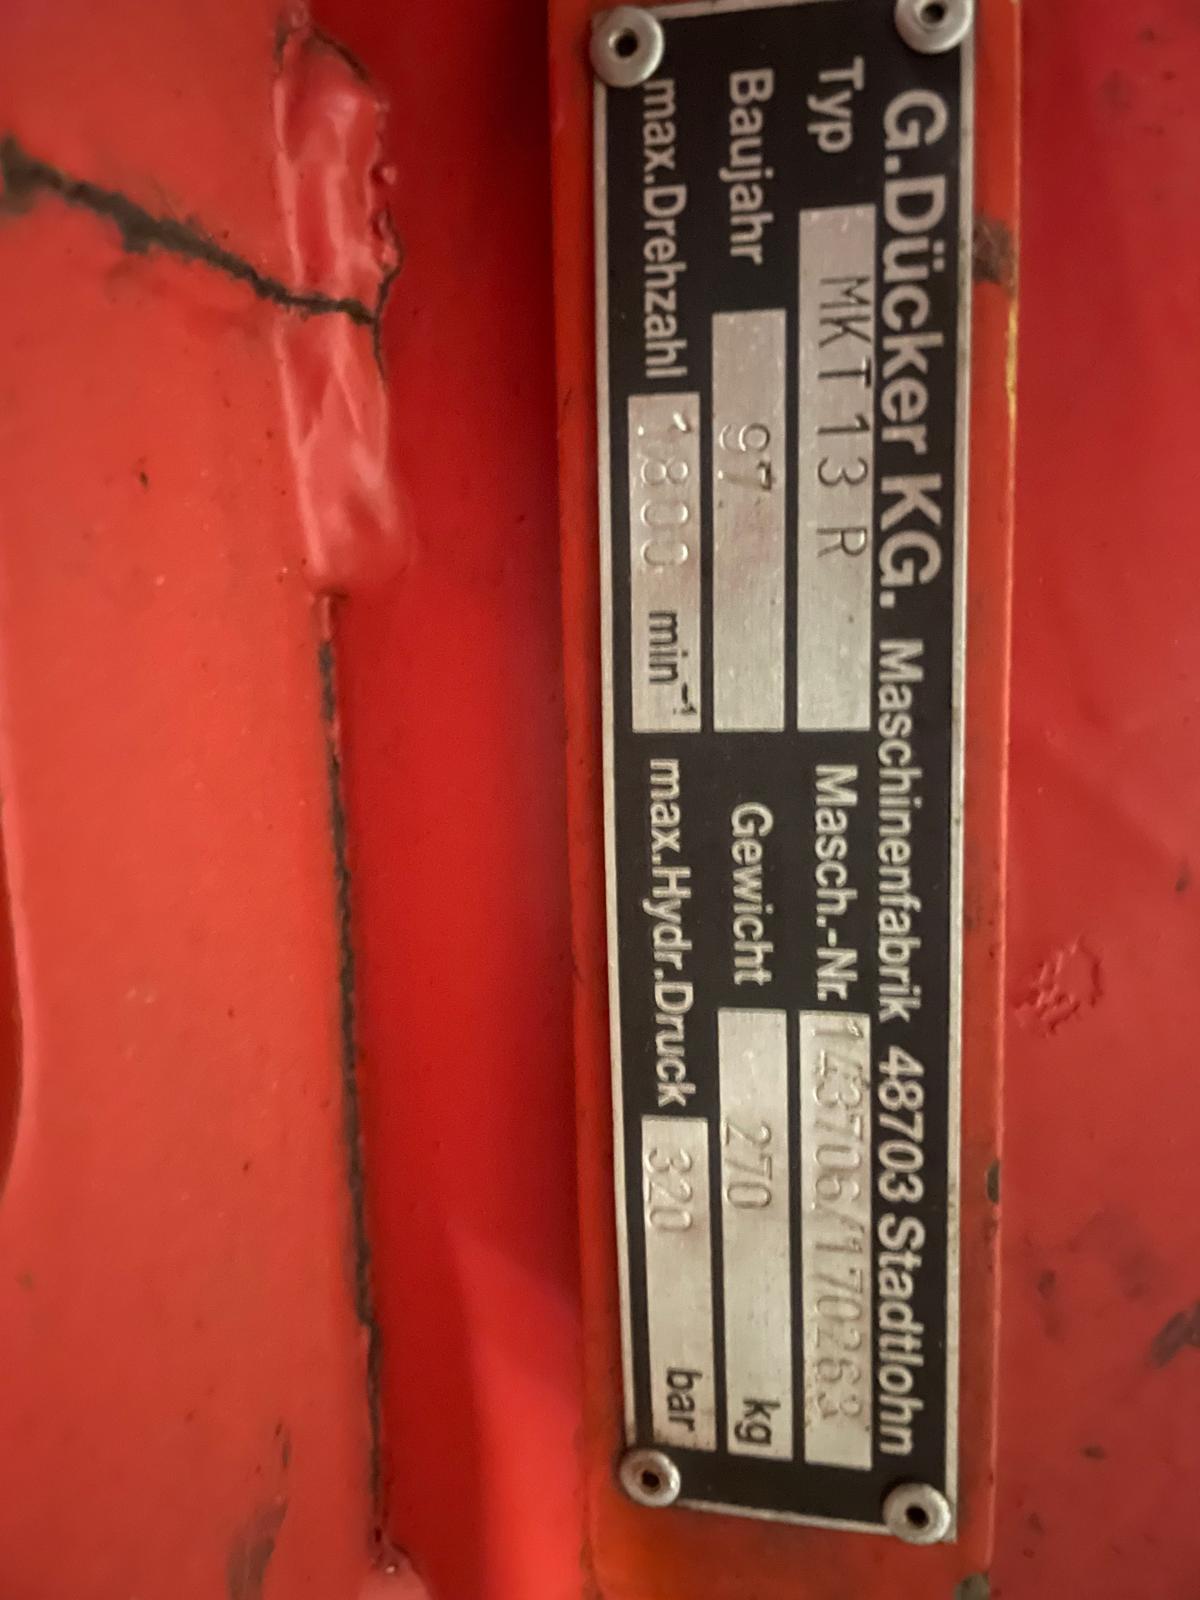 G.Dücker KG. Maschinenfabrik 48703 Stadtlohn
Typ MKT 13 R Masch.-Nr. 143706/170263
Baujahr 97 Gewicht 270 kg
max.Drehzahl 1800 min⁻¹ max.Hydr.Druck 320 bar